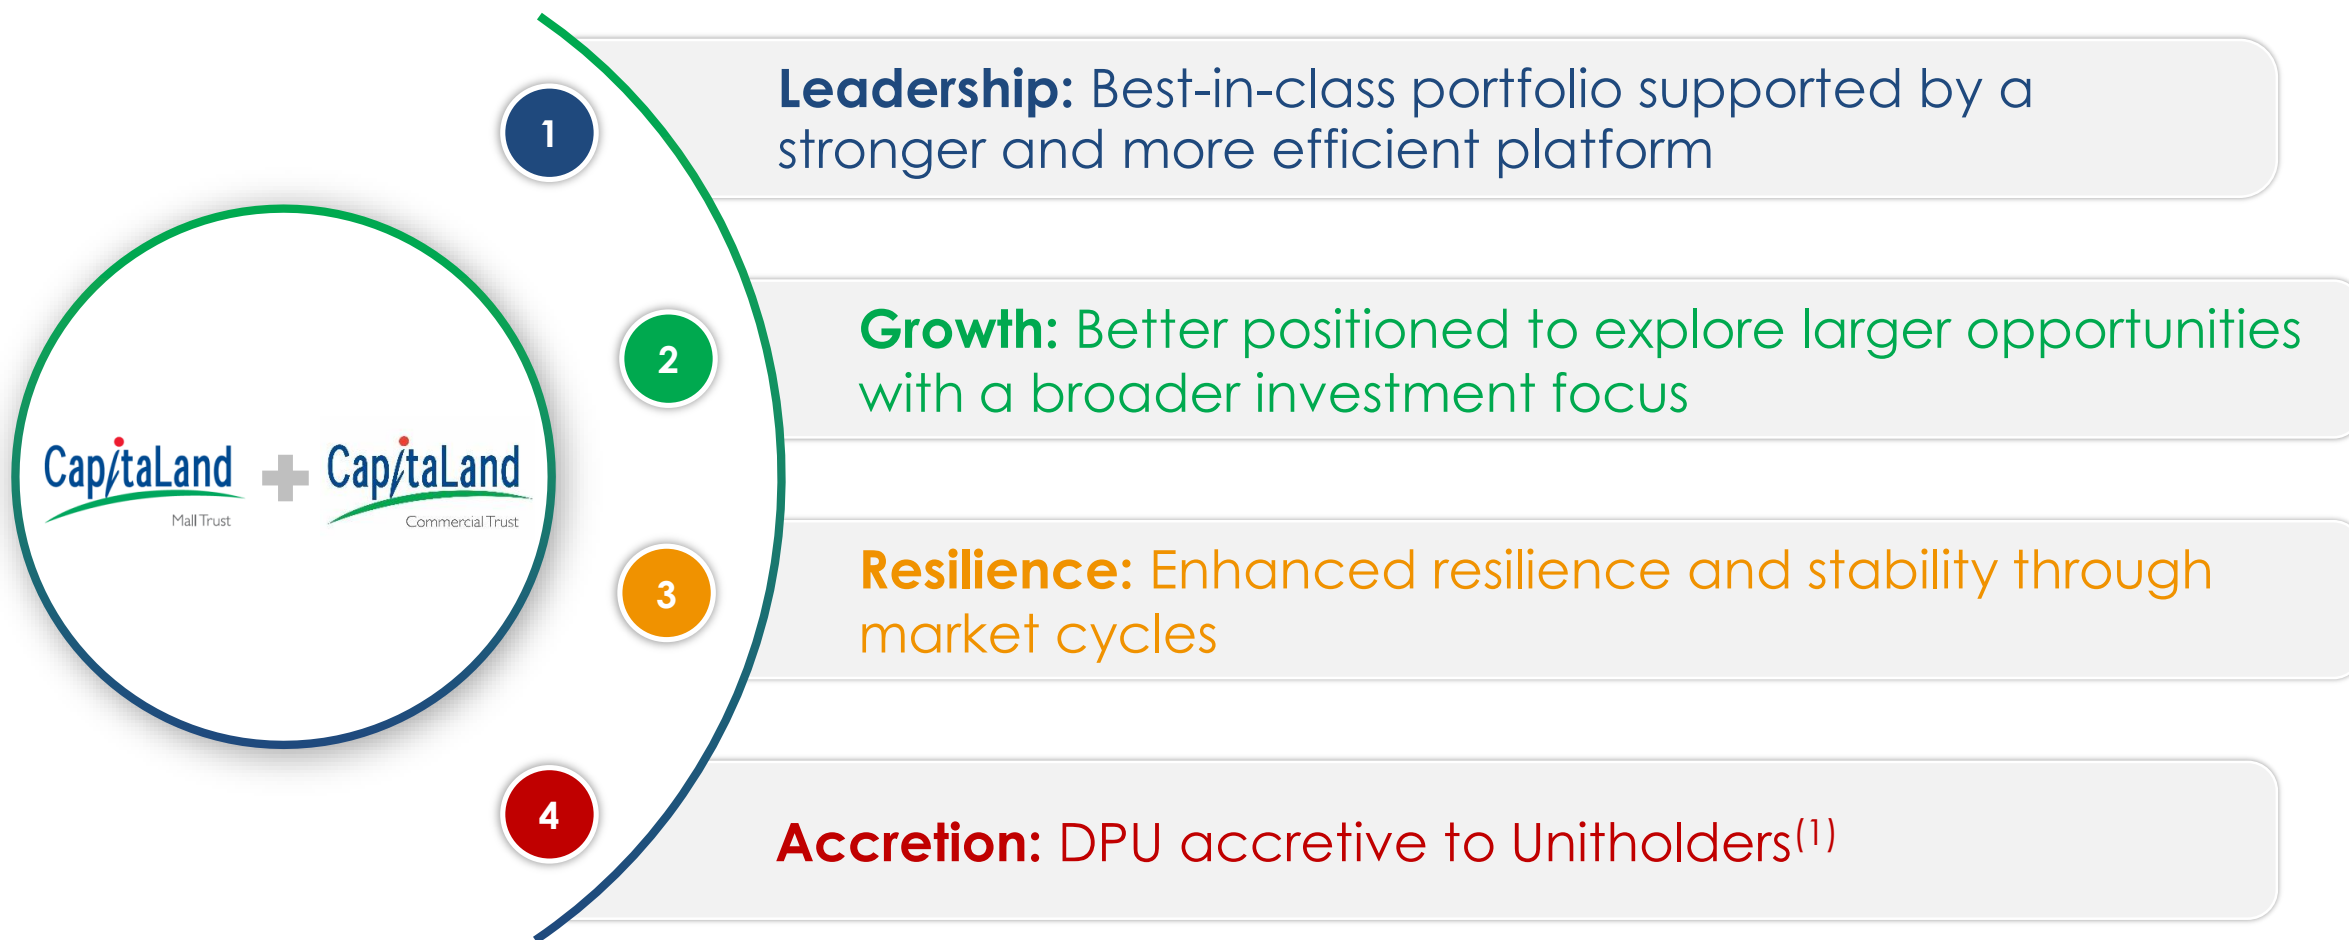 CapitaLand
Mall Trust
CapitaLand
Commercial Trust
1
Leadership: Best-in-class portfolio supported by a
stronger and more efficient platform
2
Growth: Better positioned to explore larger opportunities
with a broader investment focus
3
Resilience: Enhanced resilience and stability through
market cycles
4
Accretion: DPU accretive to Unitholders(1)